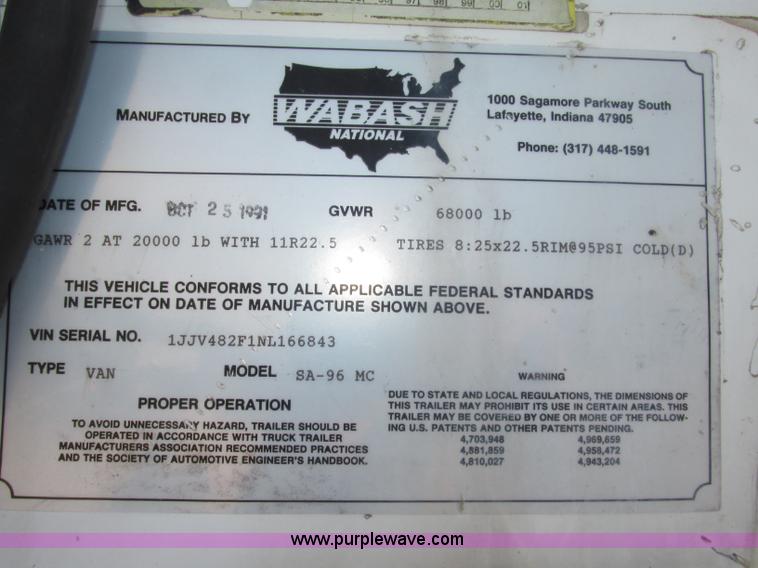 MANUFACTURED BY
WABASH
NATIONAL
1000 Sagamore Parkway South
Lafayette, Indiana 47905
Phone: (317) 448-1591
DATE OF MFG. OCT 25 1991 GVWR 68000 lb
GAWR 2 AT 20000 lb WITH 11R22.5 TIRES 8:25x22.5RIM@95PSI COLD(D)
THIS VEHICLE CONFORMS TO ALL APPLICABLE FEDERAL STANDARDS
IN EFFECT ON DATE OF MANUFACTURE SHOWN ABOVE.
VIN SERIAL NO. 1JJV482F1NL166843
TYPE VAN MODEL SA-96 MC
PROPER OPERATION
TO AVOID UNNECESSARY HAZARD, TRAILER SHOULD BE
OPERATED IN ACCORDANCE WITH TRUCK TRAILER
MANUFACTURERS ASSOCIATION RECOMMENDED PRACTICES
AND THE SOCIETY OF AUTOMOTIVE ENGINEER'S HANDBOOK.
WARNING
DUE TO STATE AND LOCAL REGULATIONS, THE DIMENSIONS OF
THIS TRAILER MAY PROHIBIT ITS USE IN CERTAIN AREAS. THIS
TRAILER MAY BE COVERED BY ONE OR MORE OF THE FOLLOW-
ING U.S. PATENTS AND OTHER PATENTS PENDING.
4,703,948 4,969,659
4,881,859 4,958,472
4,810,027 4,943,204
www.purplewave.com